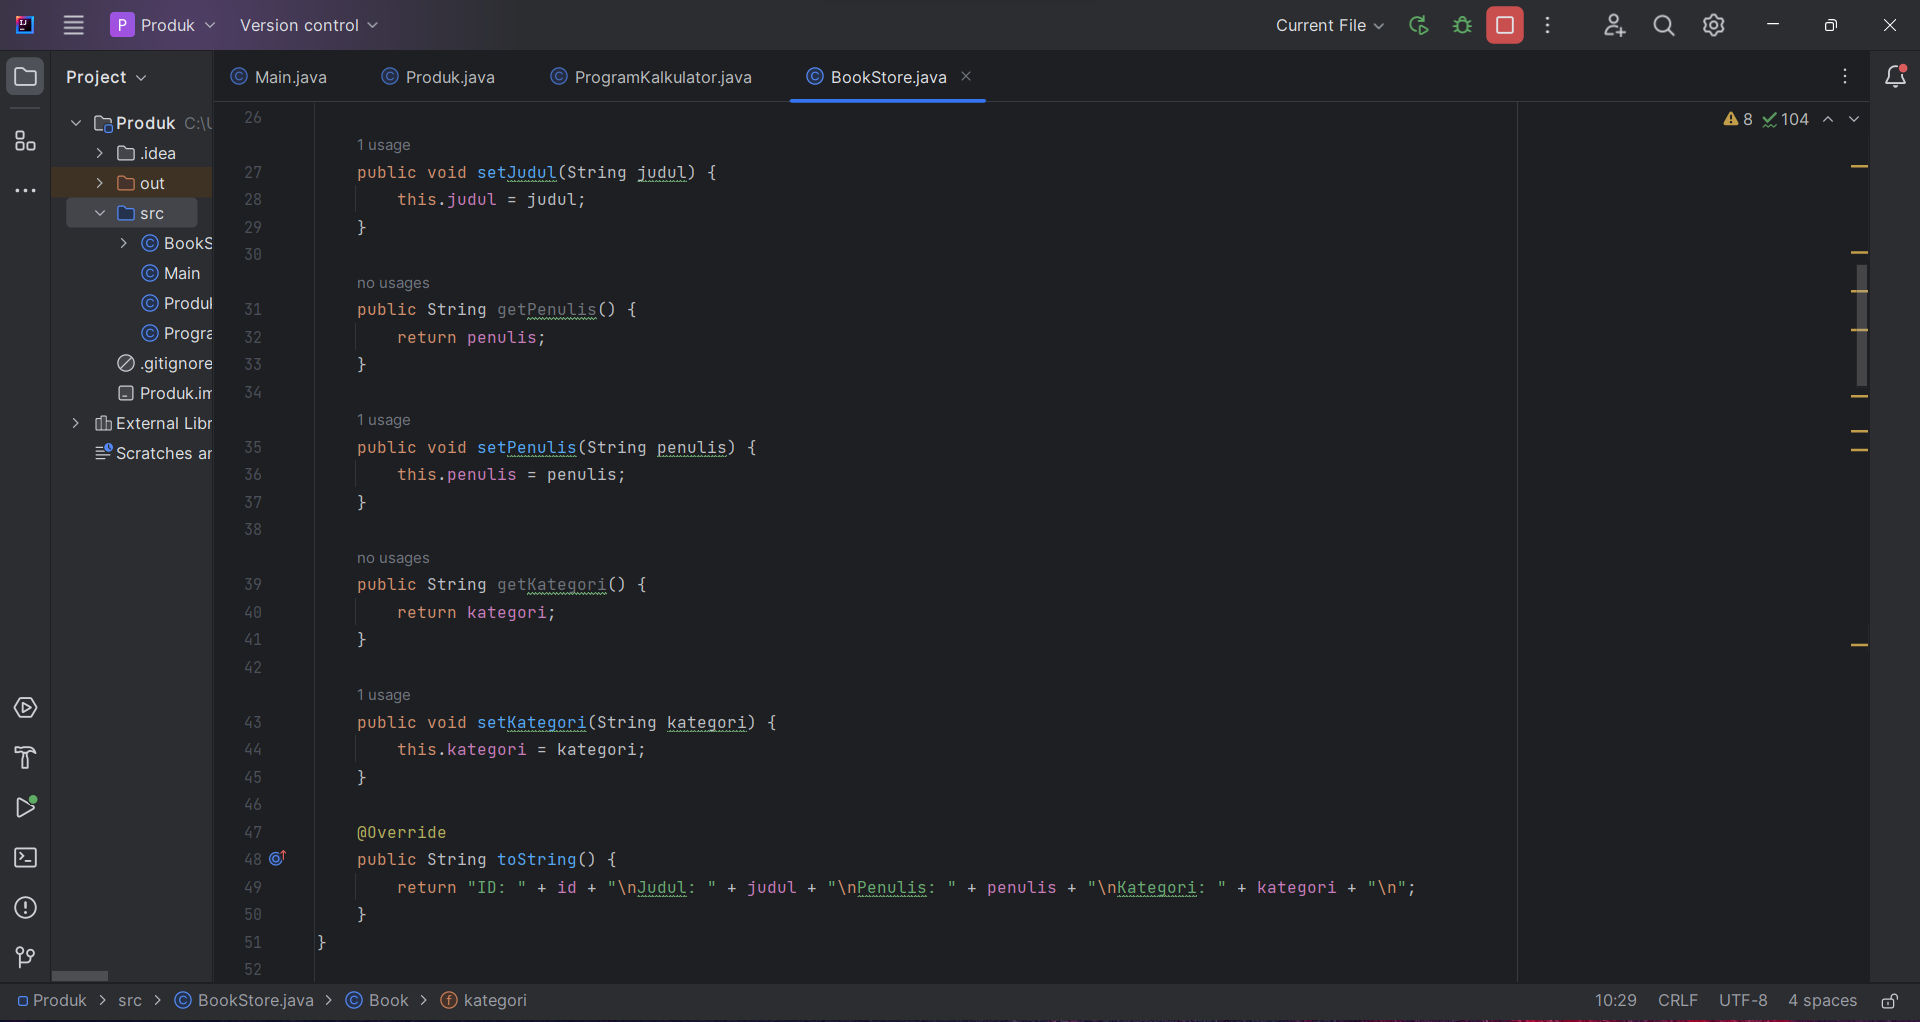 P Produk Version control Current File
Project Main.java Produk.java ProgramKalkulator.java BookStore.java
Produk C:\
.idea
out
src
BookS
Main
Produk
Progra
.gitignore
Produk.im
External Libr
Scratches ar
8 104
26
1 usage
27 public void setJudul(String judul) {
28 this.judul = judul;
29 }
30
no usages
31 public String getPenulis() {
32 return penulis;
33 }
34
1 usage
35 public void setPenulis(String penulis) {
36 this.penulis = penulis;
37 }
38
no usages
39 public String getKategori() {
40 return kategori;
41 }
42
1 usage
43 public void setKategori(String kategori) {
44 this.kategori = kategori;
45 }
46
47 @Override
48 public String toString() {
49 return "ID: " + id + "\nJudul: " + judul + "\nPenulis: " + penulis + "\nKategori: " + kategori + "\n";
50 }
51 }
52
Produk > src > BookStore.java > Book > kategori 10:29 CRLF UTF-8 4 spaces